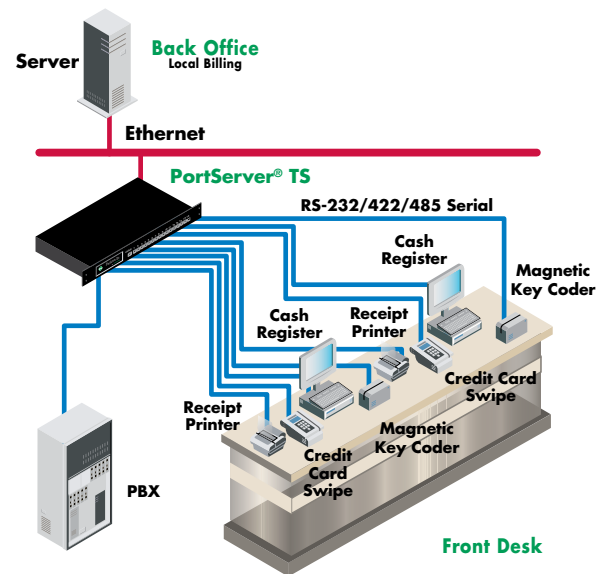 Back Office
Server
Local Billing
Ethernet
PortServer® TS
RS-232/422/485 Serial
Cash
Register
Magnetic
Key Coder
Cash
Register
Receipt
Printer
Receipt
Printer
Credit Card
Swipe
Magnetic
Key Coder
Credit
Card
Swipe
PBX
Front Desk